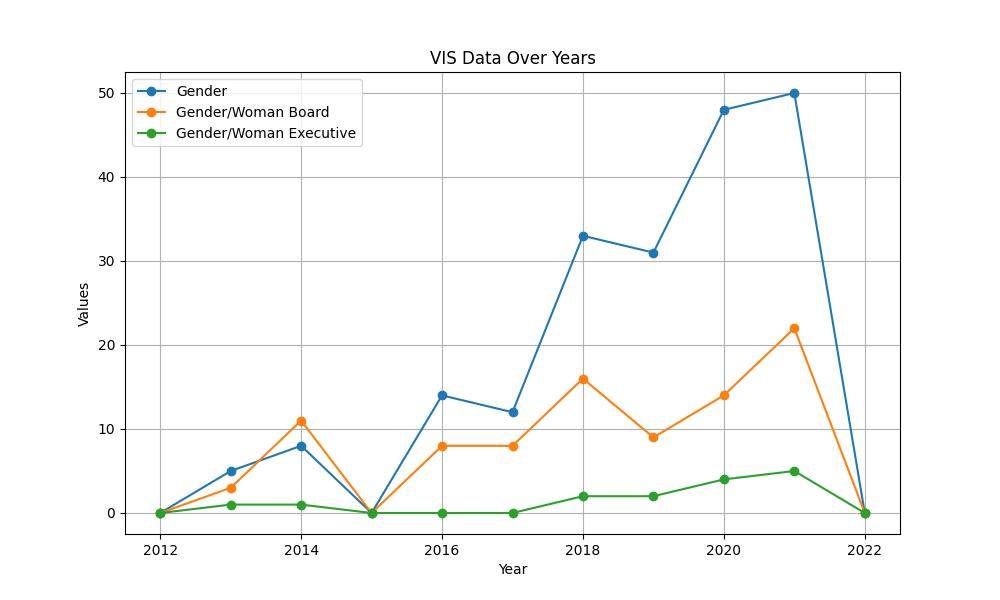 VIS Data Over Years
Gender
Gender/Woman Board
Gender/Woman Executive
50
40
30
20
10
0
Values
2012 2014 2016 2018 2020 2022
Year